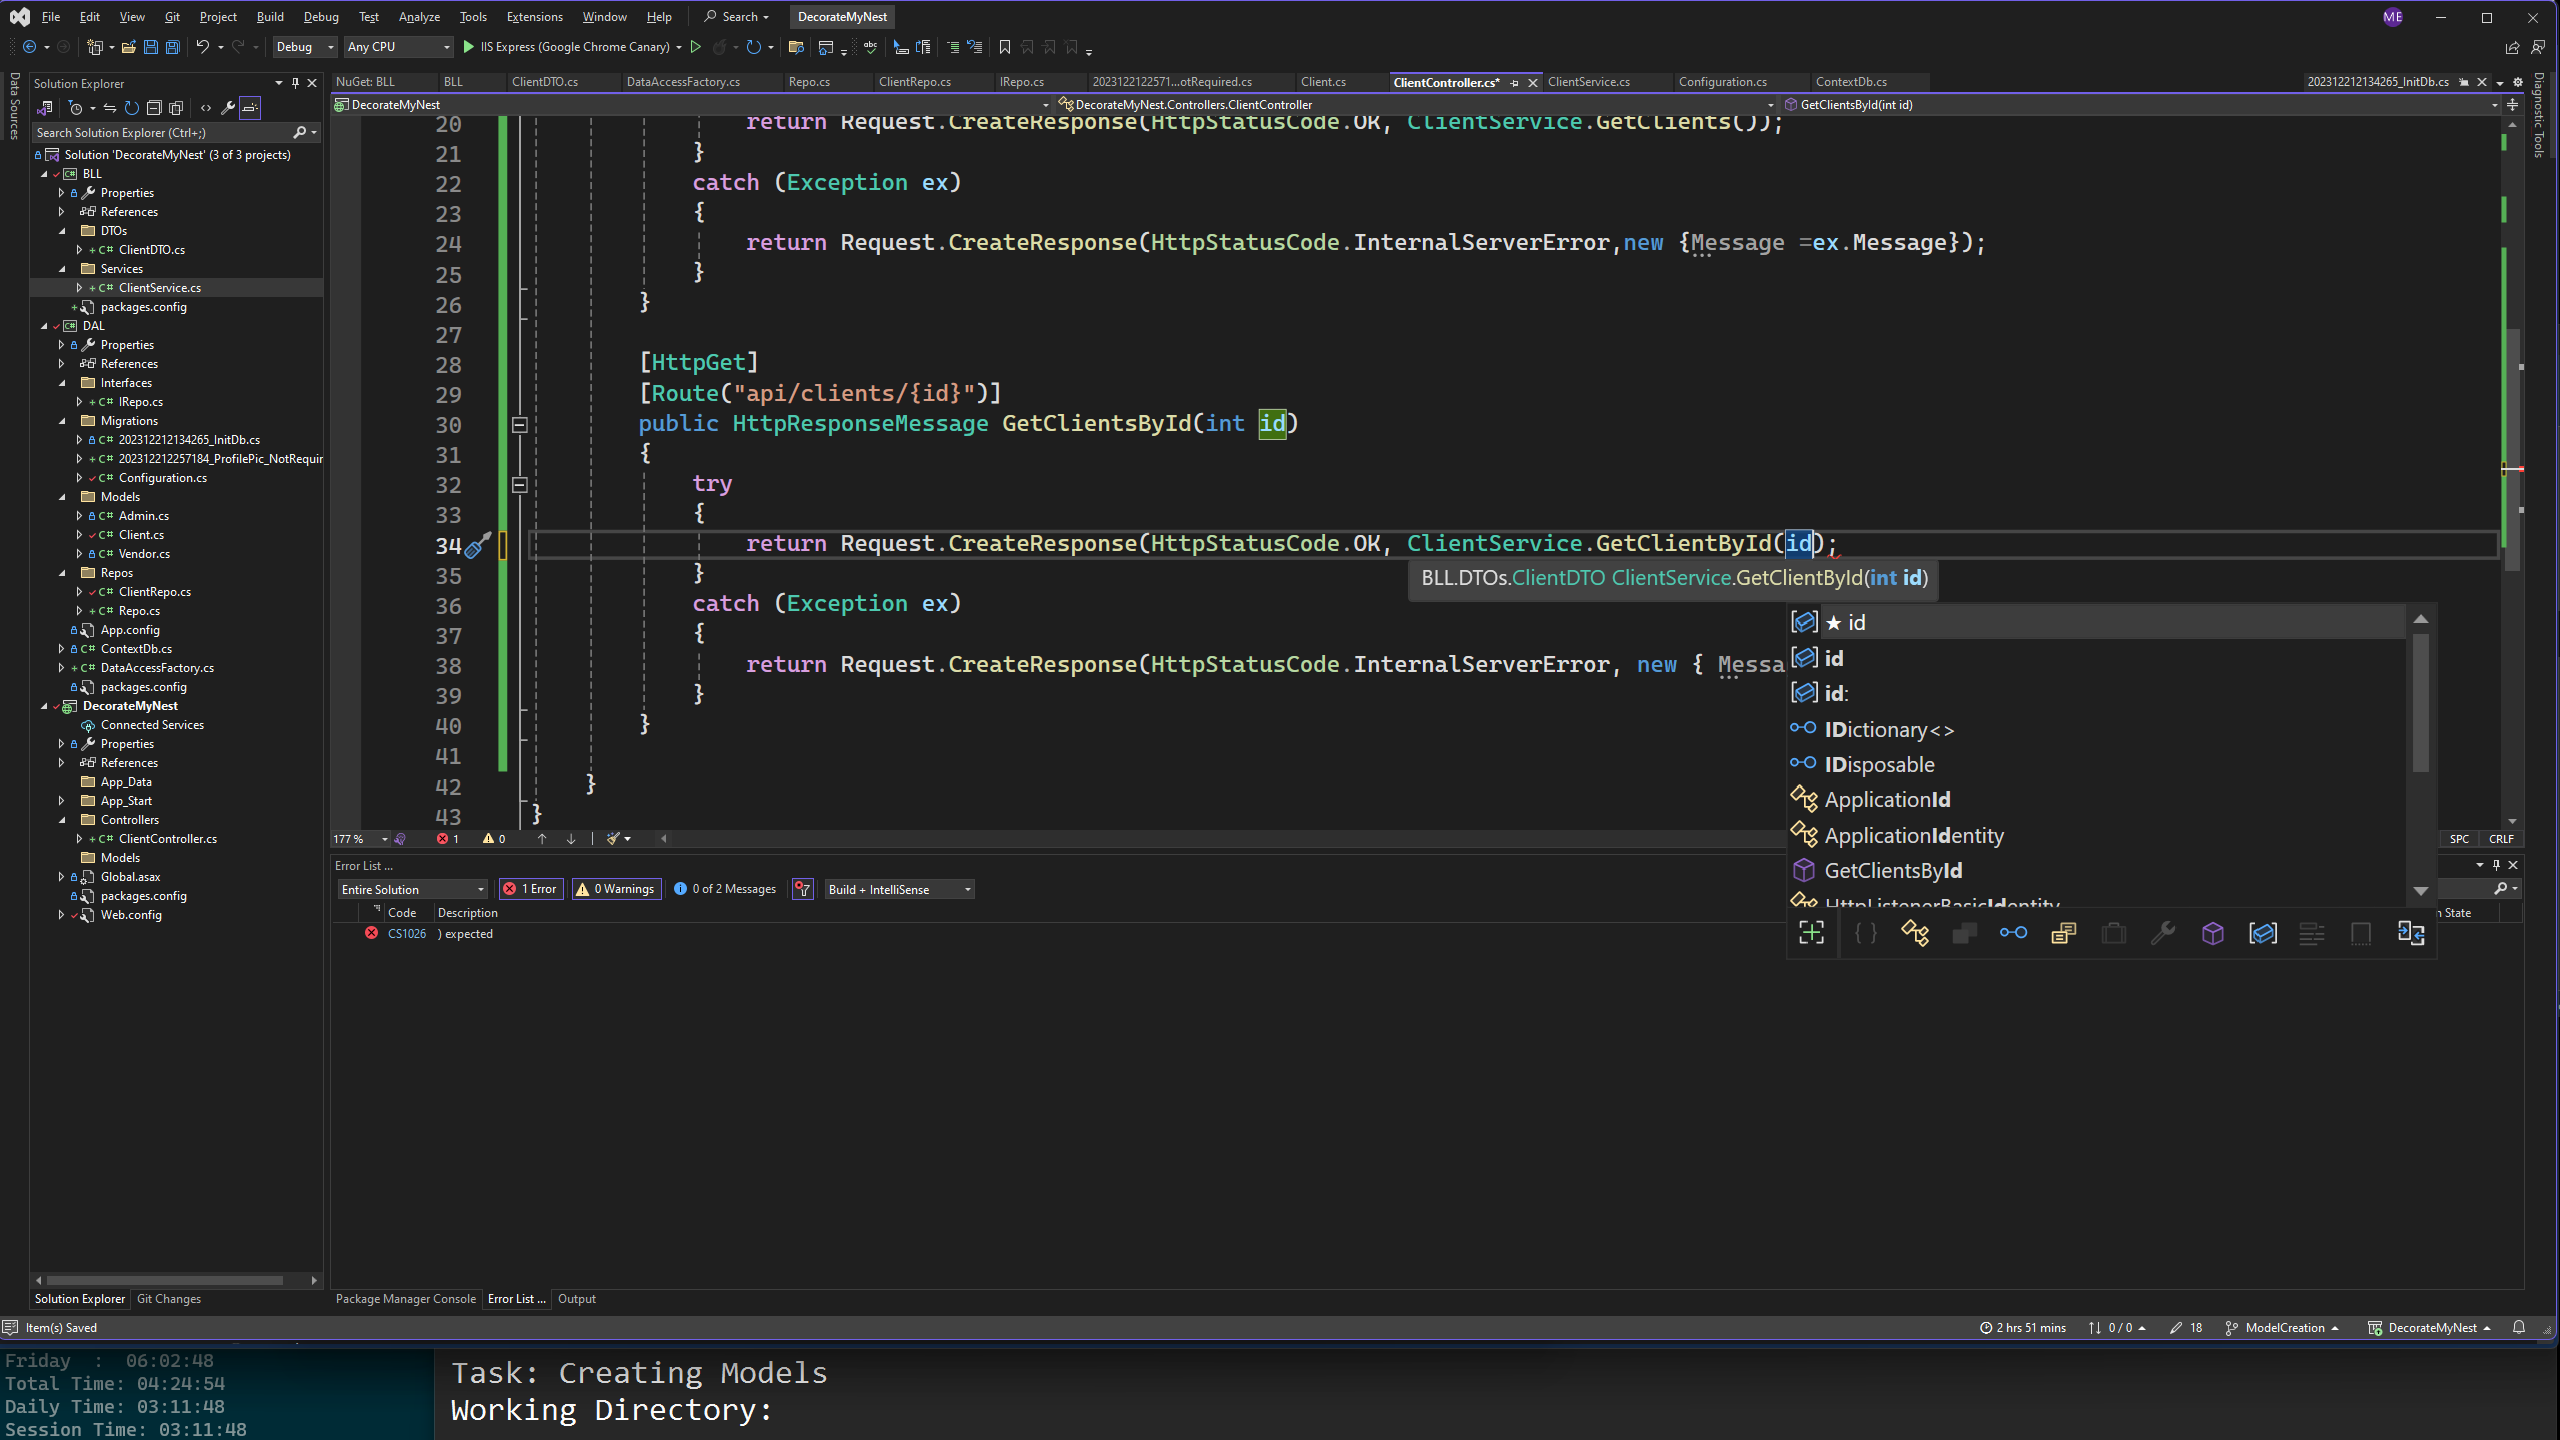 File Edit View Git Project Build Debug Test Analyze Tools Extensions Window Help Search DecorateMyNest ME
Debug Any CPU IIS Express (Google Chrome Canary)
Data Sources
Solution Explorer
Search Solution Explorer (Ctrl+;)
Solution 'DecorateMyNest' (3 of 3 projects)
BLL
Properties
References
DTOs
ClientDTO.cs
Services
ClientService.cs
packages.config
DAL
Properties
References
Interfaces
IRepo.cs
Migrations
202312212134265_InitDb.cs
202312212257184_ProfilePic_NotRequir
Configuration.cs
Models
Admin.cs
Client.cs
Vendor.cs
Repos
ClientRepo.cs
Repo.cs
App.config
ContextDb.cs
DataAccessFactory.cs
packages.config
DecorateMyNest
Connected Services
Properties
References
App_Data
App_Start
Controllers
ClientController.cs
Models
Global.asax
packages.config
Web.config
Solution Explorer Git Changes
NuGet: BLL BLL ClientDTO.cs DataAccessFactory.cs Repo.cs ClientRepo.cs IRepo.cs 2023122122571...otRequired.cs Client.cs ClientController.cs* ClientService.cs Configuration.cs ContextDb.cs 202312212134265_InitDb.cs
DecorateMyNest DecorateMyNest.Controllers.ClientController GetClientsById(int id)
20 return Request.CreateResponse(HttpStatusCode.OK, ClientService.GetClients());
21 }
22 catch (Exception ex)
23 {
24 return Request.CreateResponse(HttpStatusCode.InternalServerError,new {Message =ex.Message});
25 }
26 }
27
28 [HttpGet]
29 [Route("api/clients/{id}")]
30 public HttpResponseMessage GetClientsById(int id)
31 {
32 try
33 {
34 return Request.CreateResponse(HttpStatusCode.OK, ClientService.GetClientById(id);
35 }
BLL.DTOs.ClientDTO ClientService.GetClientById(int id)
36 catch (Exception ex)
37 {
38 return Request.CreateResponse(HttpStatusCode.InternalServerError, new { Messa
39 }
40 }
41
42 }
43 }
★ id
id
id:
IDictionary<>
IDisposable
ApplicationId
ApplicationIdentity
GetClientsById
HttpListenerBasicIdentity
177 % 1 0 SPC CRLF
Error List ...
Entire Solution 1 Error 0 Warnings 0 of 2 Messages Build + IntelliSense
Code Description n State
CS1026 ) expected
Package Manager Console Error List ... Output
Diagnostic Tools
Item(s) Saved 2 hrs 51 mins 0 / 0 18 ModelCreation DecorateMyNest
Friday : 06:02:48
Total Time: 04:24:54
Daily Time: 03:11:48
Session Time: 03:11:48
Task: Creating Models
Working Directory: